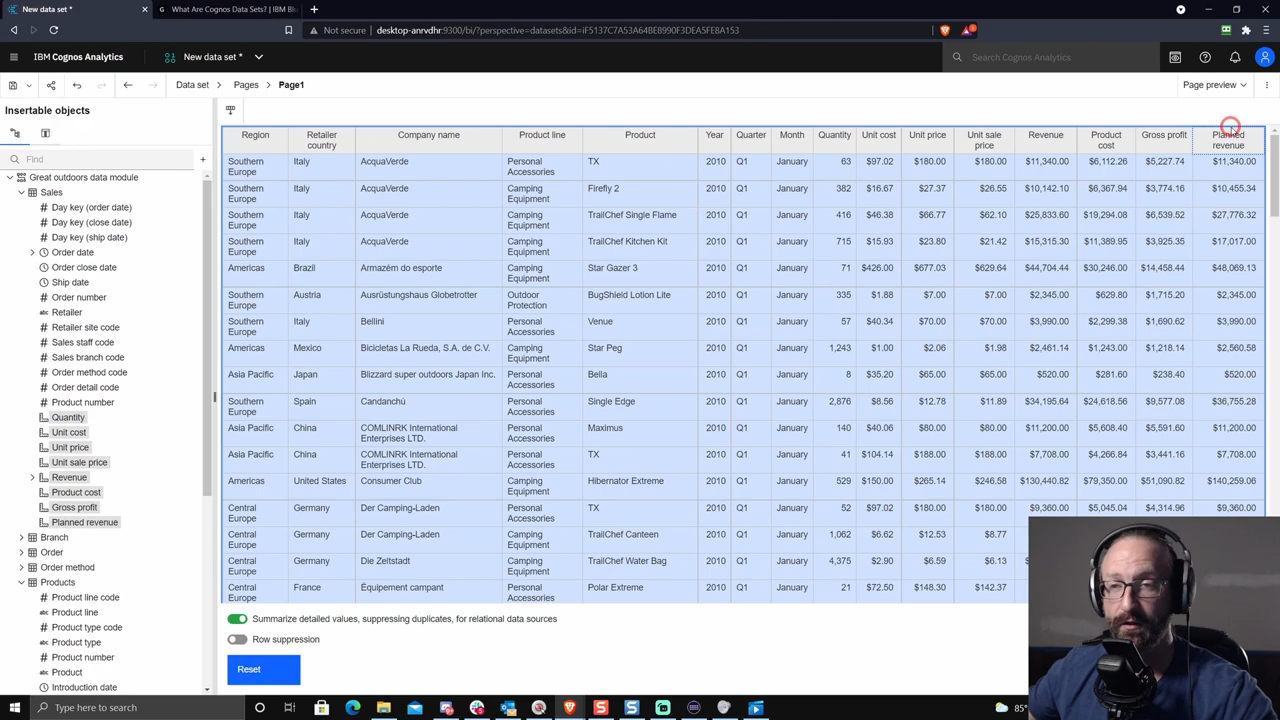 New data set *
What Are Cognos Data Sets? | IBM Bl
Not secure
desktop-anrvdhr:9300/bi/?perspective=datasets&id=iF5137C7A53A64BE8990F3DEA5FE8A153
IBM Cognos Analytics
New data set *
Search Cognos Analytics
Data set > Pages > Page1
Page preview
Insertable objects
Find
Great outdoors data module
Sales
Day key (order date)
Day key (close date)
Day key (ship date)
Order date
Order close date
Ship date
Order number
Retailer
Retailer site code
Sales staff code
Sales branch code
Order method code
Order detail code
Product number
Quantity
Unit cost
Unit price
Unit sale price
Revenue
Product cost
Gross profit
Planned revenue
Branch
Order
Order method
Products
Product line code
Product line
Product type code
Product type
Product number
Product
Introduction date
Region Retailer country Company name Product line Product Year Quarter Month Quantity Unit cost Unit price Unit sale price Revenue Product cost Gross profit Planned revenue
Southern Europe Italy AcquaVerde Personal Accessories TX 2010 Q1 January 63 $97.02 $180.00 $180.00 $11,340.00 $6,112.26 $5,227.74 $11,340.00
Southern Europe Italy AcquaVerde Camping Equipment Firefly 2 2010 Q1 January 382 $16.67 $27.37 $26.55 $10,142.10 $6,367.94 $3,774.16 $10,455.34
Southern Europe Italy AcquaVerde Camping Equipment TrailChef Single Flame 2010 Q1 January 416 $46.38 $66.77 $62.10 $25,833.60 $19,294.08 $6,539.52 $27,776.32
Southern Europe Italy AcquaVerde Camping Equipment TrailChef Kitchen Kit 2010 Q1 January 715 $15.93 $23.80 $21.42 $15,315.30 $11,389.95 $3,925.35 $17,017.00
Americas Brazil Armazém do esporte Camping Equipment Star Gazer 3 2010 Q1 January 71 $426.00 $677.03 $629.64 $44,704.44 $30,246.00 $14,458.44 $48,069.13
Southern Europe Austria Ausrüstungshaus Globetrotter Outdoor Protection BugShield Lotion Lite 2010 Q1 January 335 $1.88 $7.00 $7.00 $2,345.00 $629.80 $1,715.20 $2,345.00
Southern Europe Italy Bellini Personal Accessories Venue 2010 Q1 January 57 $40.34 $70.00 $70.00 $3,990.00 $2,299.38 $1,690.62 $3,990.00
Americas Mexico Bicicletas La Rueda, S.A. de C.V. Camping Equipment Star Peg 2010 Q1 January 1,243 $1.00 $2.06 $1.98 $2,461.14 $1,243.00 $1,218.14 $2,560.58
Asia Pacific Japan Blizzard super outdoors Japan Inc. Personal Accessories Bella 2010 Q1 January 8 $35.20 $65.00 $65.00 $520.00 $281.60 $238.40 $520.00
Southern Europe Spain Candanchú Personal Accessories Single Edge 2010 Q1 January 2,876 $8.56 $12.78 $11.89 $34,195.64 $24,618.56 $9,577.08 $36,755.28
Asia Pacific China COMLINRK International Enterprises LTD. Personal Accessories Maximus 2010 Q1 January 140 $40.06 $80.00 $80.00 $11,200.00 $5,608.40 $5,591.60 $11,200.00
Asia Pacific China COMLINRK International Enterprises LTD. Personal Accessories TX 2010 Q1 January 41 $104.14 $188.00 $188.00 $7,708.00 $4,266.84 $3,441.16 $7,708.00
Americas United States Consumer Club Camping Equipment Hibernator Extreme 2010 Q1 January 529 $150.00 $265.14 $246.58 $130,440.82 $79,350.00 $51,090.82 $140,259.06
Central Europe Germany Der Camping-Laden Personal Accessories TX 2010 Q1 January 52 $97.02 $180.00 $180.00 $9,360.00 $5,045.04 $4,314.96 $9,360.00
Central Europe Germany Der Camping-Laden Camping Equipment TrailChef Canteen 2010 Q1 January 1,062 $6.62 $12.53 $8.77
Central Europe Germany Die Zeltstadt Camping Equipment TrailChef Water Bag 2010 Q1 January 4,375 $2.90 $6.59 $6.13
Central Europe France Équipement campant Personal Accessories Polar Extreme 2010 Q1 January 21 $72.50 $148.30 $142.37
Summarize detailed values, suppressing duplicates, for relational data sources
Row suppression
Reset
Type here to search
85°